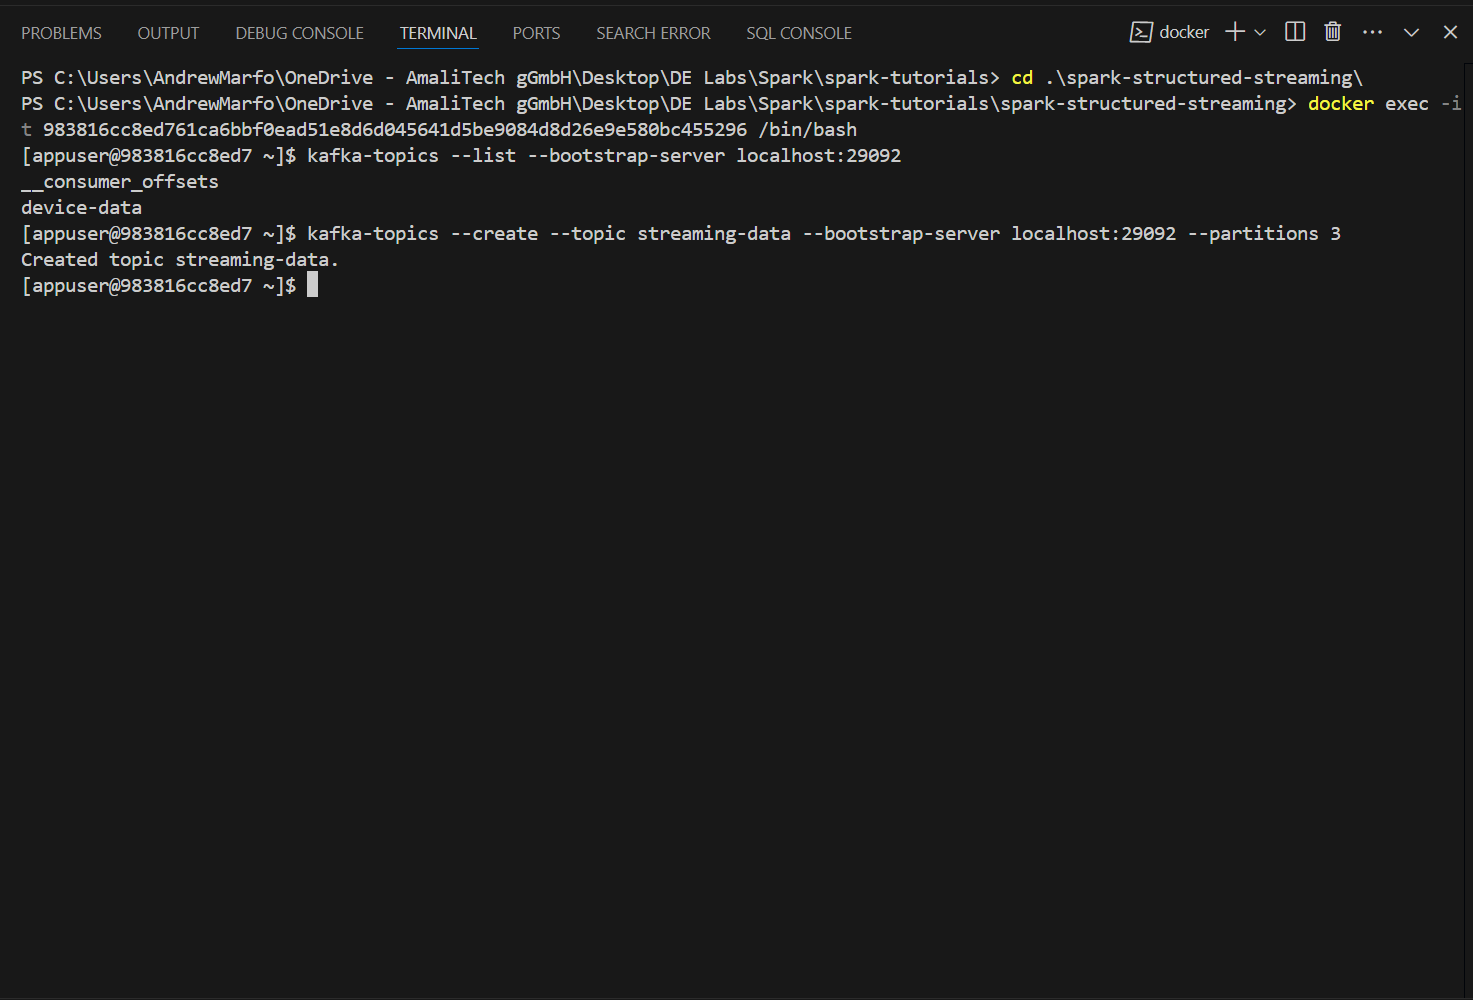 PROBLEMS OUTPUT DEBUG CONSOLE TERMINAL PORTS SEARCH ERROR SQL CONSOLE docker
PS C:\Users\AndrewMarfo\OneDrive - AmaliTech gGmbH\Desktop\DE Labs\Spark\spark-tutorials> cd .\spark-structured-streaming\
PS C:\Users\AndrewMarfo\OneDrive - AmaliTech gGmbH\Desktop\DE Labs\Spark\spark-tutorials\spark-structured-streaming> docker exec -i
t 983816cc8ed761ca6bbf0ead51e8d6d045641d5be9084d8d26e9e580bc455296 /bin/bash
[appuser@983816cc8ed7 ~]$ kafka-topics --list --bootstrap-server localhost:29092
__consumer_offsets
device-data
[appuser@983816cc8ed7 ~]$ kafka-topics --create --topic streaming-data --bootstrap-server localhost:29092 --partitions 3
Created topic streaming-data.
[appuser@983816cc8ed7 ~]$